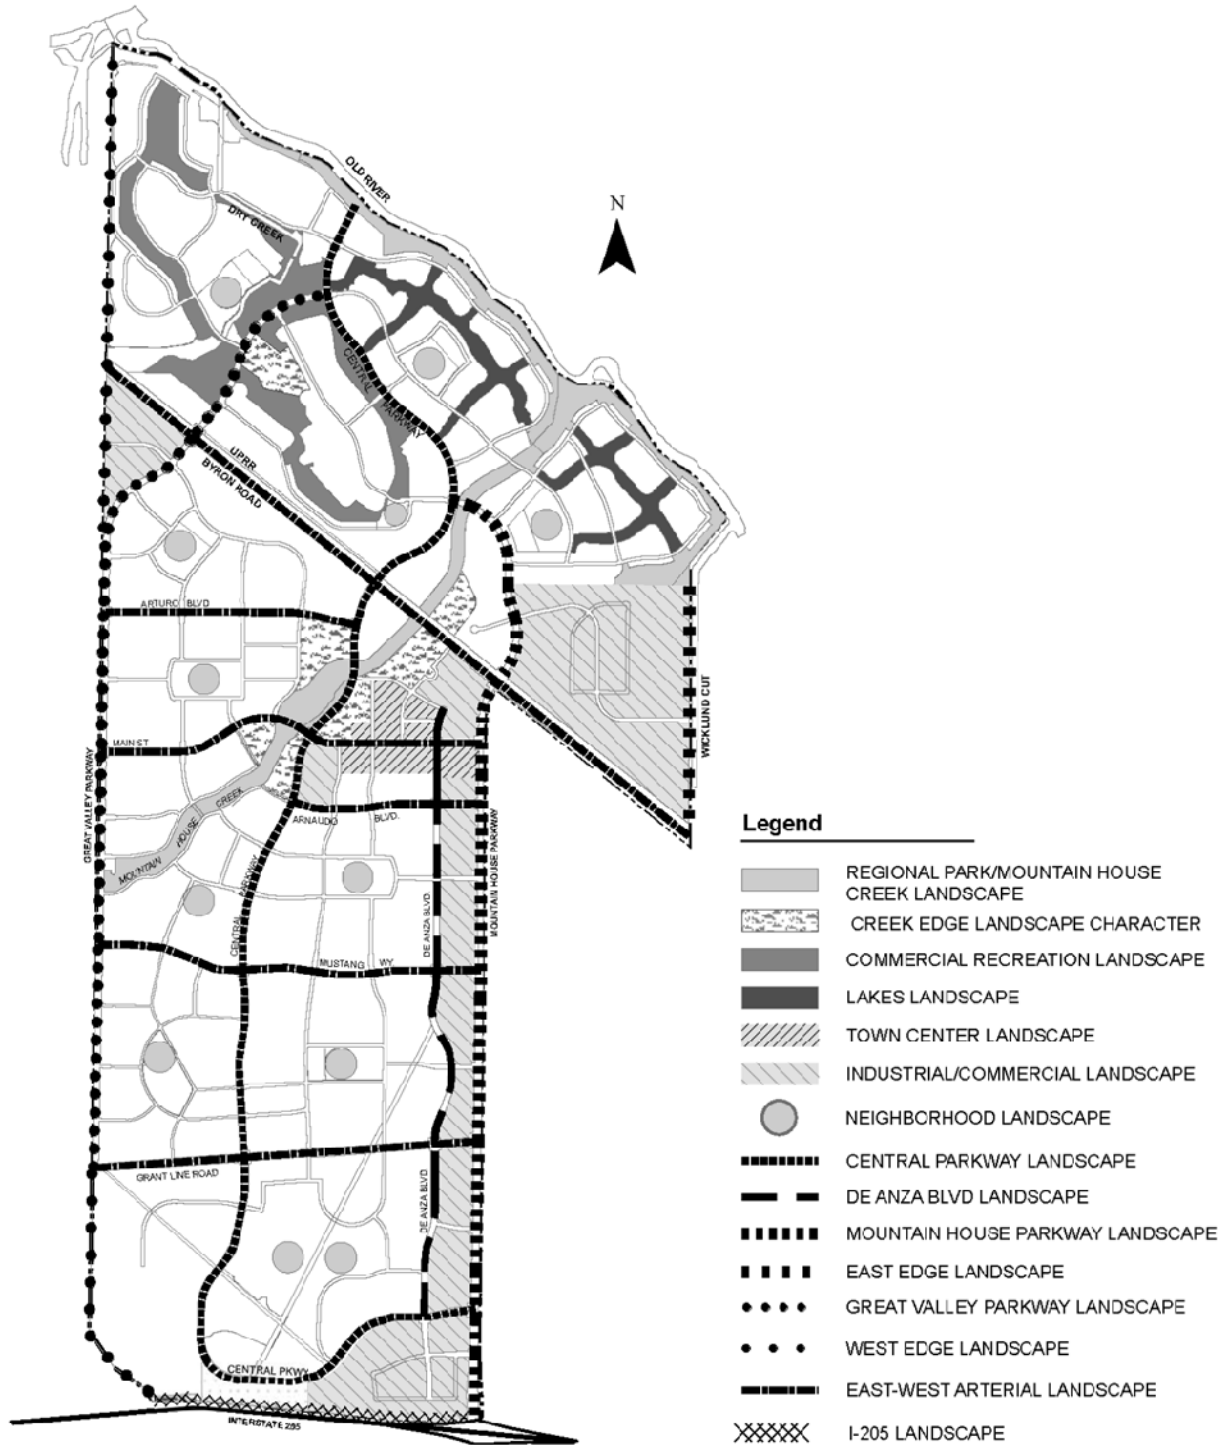 OLD RIVER
N
DRY CREEK
CENTRAL PARKWAY
UPRR
BYRON ROAD
ARTURO BLVD
WICKLUND CUT
MAIN ST
GREAT VALLEY PARKWAY
MOUNTAIN HOUSE CREEK
ARNAUDO BLVD.
MOUNTAIN HOUSE PARKWAY
CENTRAL PARKWAY
DE ANZA BLVD
MUSTANG WY.
GRANT LINE ROAD
DE ANZA BLVD
CENTRAL PKWY
INTERSTATE 205
Legend
REGIONAL PARK/MOUNTAIN HOUSE
CREEK LANDSCAPE
CREEK EDGE LANDSCAPE CHARACTER
COMMERCIAL RECREATION LANDSCAPE
LAKES LANDSCAPE
TOWN CENTER LANDSCAPE
INDUSTRIAL/COMMERCIAL LANDSCAPE
NEIGHBORHOOD LANDSCAPE
CENTRAL PARKWAY LANDSCAPE
DE ANZA BLVD LANDSCAPE
MOUNTAIN HOUSE PARKWAY LANDSCAPE
EAST EDGE LANDSCAPE
GREAT VALLEY PARKWAY LANDSCAPE
WEST EDGE LANDSCAPE
EAST-WEST ARTERIAL LANDSCAPE
I-205 LANDSCAPE